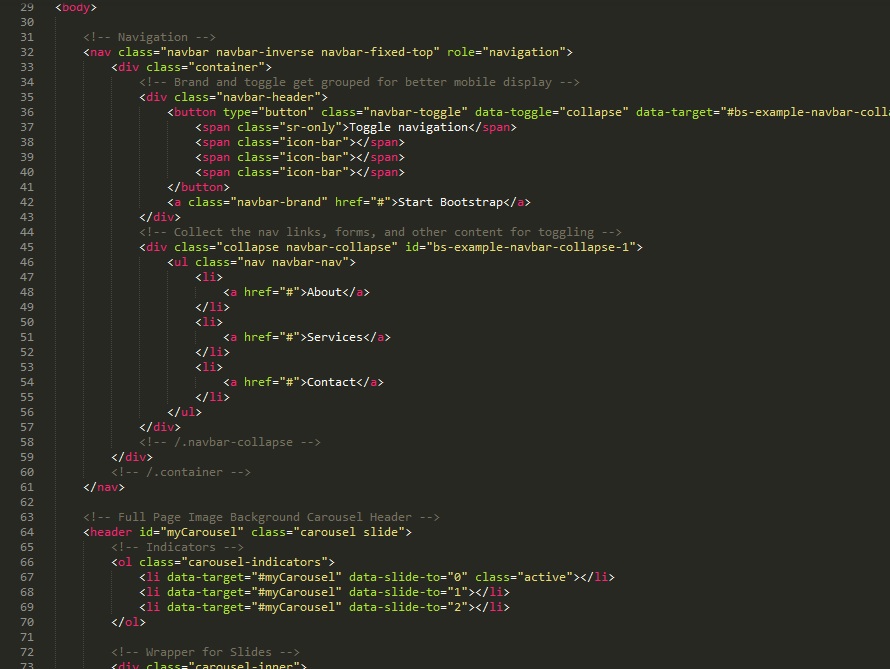 29 <body>
30
31 <!-- Navigation -->
32 <nav class="navbar navbar-inverse navbar-fixed-top" role="navigation">
33 <div class="container">
34 <!-- Brand and toggle get grouped for better mobile display -->
35 <div class="navbar-header">
36 <button type="button" class="navbar-toggle" data-toggle="collapse" data-target="#bs-example-navbar-coll
37 <span class="sr-only">Toggle navigation</span>
38 <span class="icon-bar"></span>
39 <span class="icon-bar"></span>
40 <span class="icon-bar"></span>
41 </button>
42 <a class="navbar-brand" href="#">Start Bootstrap</a>
43 </div>
44 <!-- Collect the nav links, forms, and other content for toggling -->
45 <div class="collapse navbar-collapse" id="bs-example-navbar-collapse-1">
46 <ul class="nav navbar-nav">
47 <li>
48 <a href="#">About</a>
49 </li>
50 <li>
51 <a href="#">Services</a>
52 </li>
53 <li>
54 <a href="#">Contact</a>
55 </li>
56 </ul>
57 </div>
58 <!-- /.navbar-collapse -->
59 </div>
60 <!-- /.container -->
61 </nav>
62
63 <!-- Full Page Image Background Carousel Header -->
64 <header id="myCarousel" class="carousel slide">
65 <!-- Indicators -->
66 <ol class="carousel-indicators">
67 <li data-target="#myCarousel" data-slide-to="0" class="active"></li>
68 <li data-target="#myCarousel" data-slide-to="1"></li>
69 <li data-target="#myCarousel" data-slide-to="2"></li>
70 </ol>
71
72 <!-- Wrapper for Slides -->
73 <div class="carousel-inner">